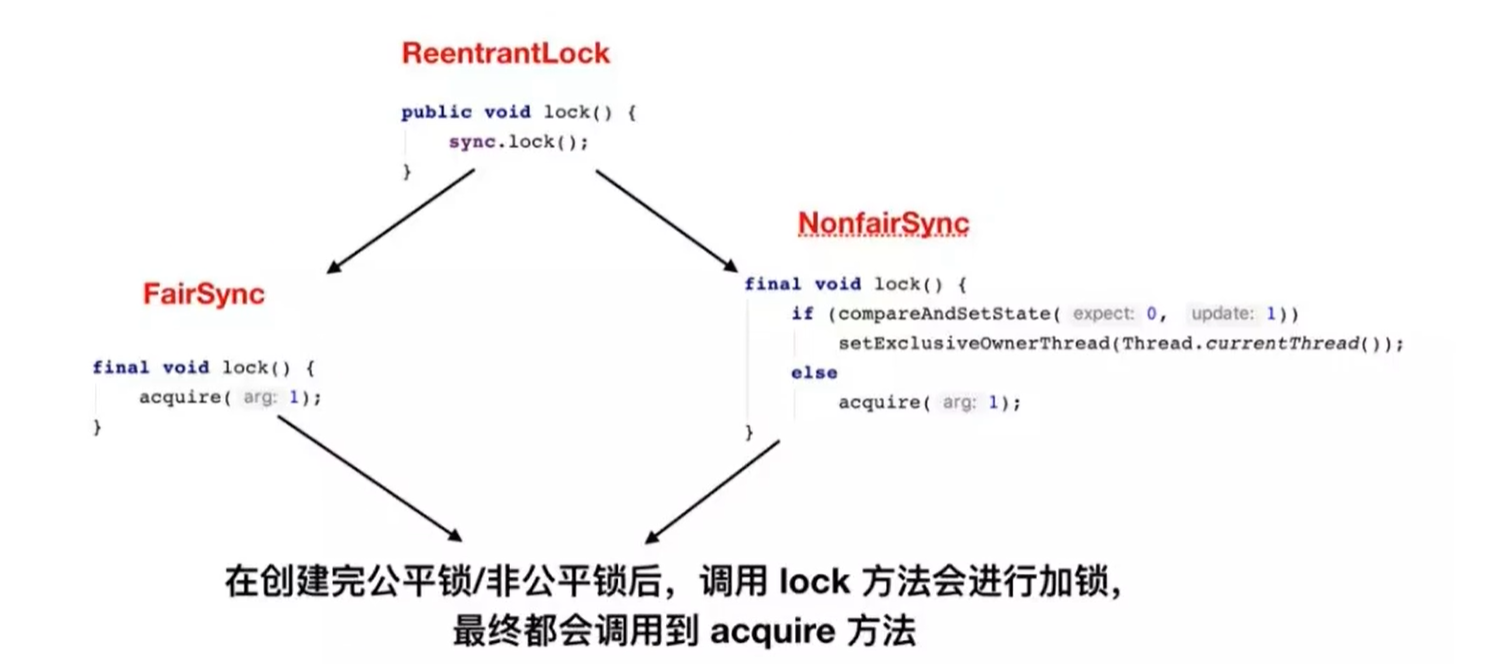 ReentrantLock
public void lock() {
sync.lock();
}
FairSync
final void lock() {
acquire( arg: 1);
}
NonfairSync
final void lock() {
if (compareAndSetState( expect: 0, update: 1))
setExclusiveOwnerThread(Thread.currentThread());
else
acquire( arg: 1);
}
在创建完公平锁/非公平锁后，调用 lock 方法会进行加锁，
最终都会调用到 acquire 方法